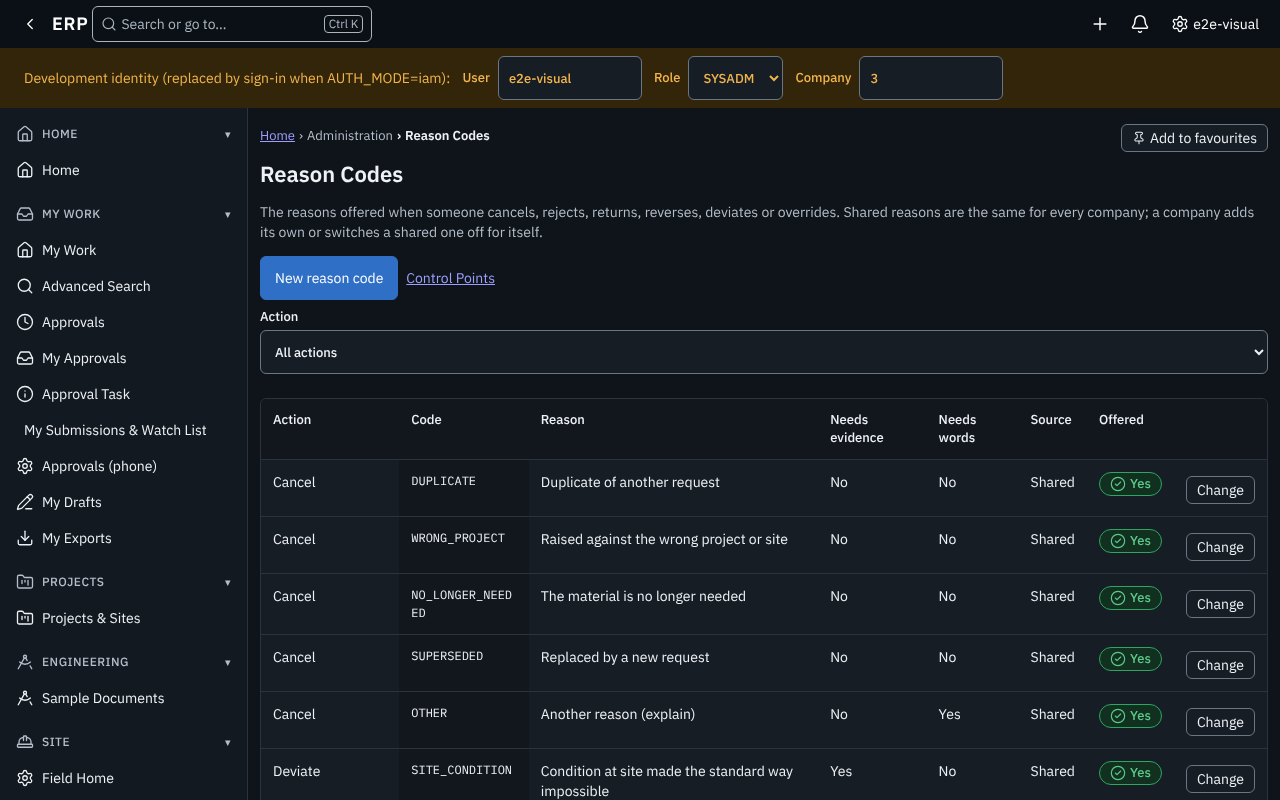 ERP
Search or go to...
Ctrl K
e2e-visual
Development identity (replaced by sign-in when AUTH_MODE=iam): User e2e-visual Role SYSADM Company 3
HOME
Home
MY WORK
My Work
Advanced Search
Approvals
My Approvals
Approval Task
My Submissions & Watch List
Approvals (phone)
My Drafts
My Exports
PROJECTS
Projects & Sites
ENGINEERING
Sample Documents
SITE
Field Home
Home › Administration › Reason Codes
Add to favourites
Reason Codes
The reasons offered when someone cancels, rejects, returns, reverses, deviates or overrides. Shared reasons are the same for every company; a company adds
its own or switches a shared one off for itself.
New reason code Control Points
Action
All actions
Action Code Reason Needs evidence Needs words Source Offered
Cancel DUPLICATE Duplicate of another request No No Shared Yes Change
Cancel WRONG_PROJECT Raised against the wrong project or site No No Shared Yes Change
Cancel NO_LONGER_NEEDED The material is no longer needed No No Shared Yes Change
Cancel SUPERSEDED Replaced by a new request No No Shared Yes Change
Cancel OTHER Another reason (explain) No Yes Shared Yes Change
Deviate SITE_CONDITION Condition at site made the standard way impossible Yes No Shared Yes Change